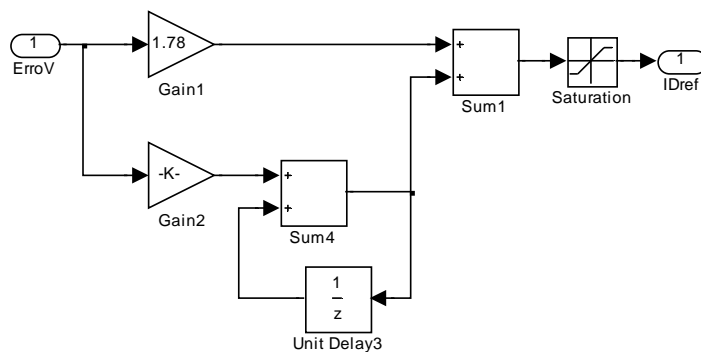 1
ErroV
1.78
Gain1
+
+
Sum1
Saturation
1
IDref
-K-
Gain2
+
+
Sum4
1
z
Unit Delay3